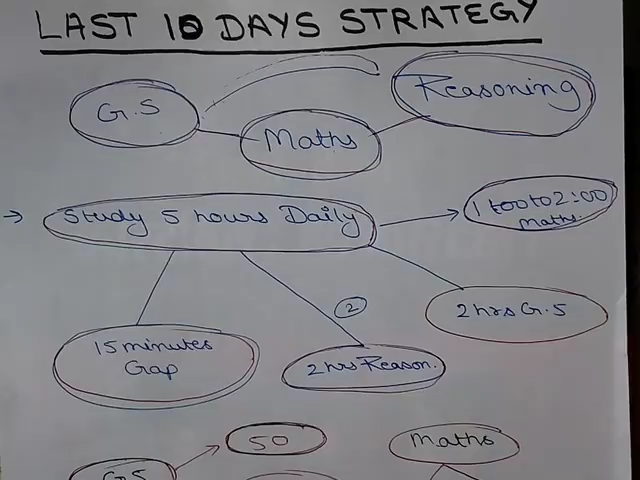 LAST 10 DAYS STRATEGY
G.S
Maths
Reasoning
→ Study 5 hours Daily
1 too to 2:00
maths.
15 minutes
Gap
2
2 hrs Reason.
2 hrs G.S
50
Maths
G.S